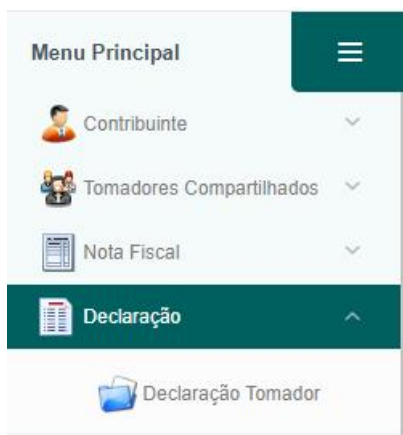 Menu Principal
Contribuinte
Tomadores Compartilhados
Nota Fiscal
Declaração
Declaração Tomador